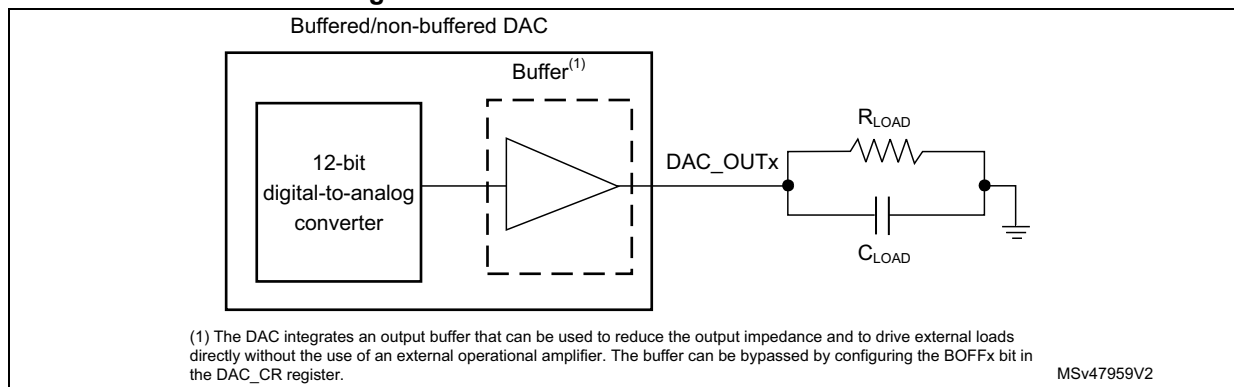 Buffered/non-buffered DAC
Buffer(1)
12-bit
digital-to-analog
converter
DAC_OUTx
RLOAD
CLOAD
(1) The DAC integrates an output buffer that can be used to reduce the output impedance and to drive external loads
directly without the use of an external operational amplifier. The buffer can be bypassed by configuring the BOFFx bit in
the DAC_CR register.
MSv47959V2